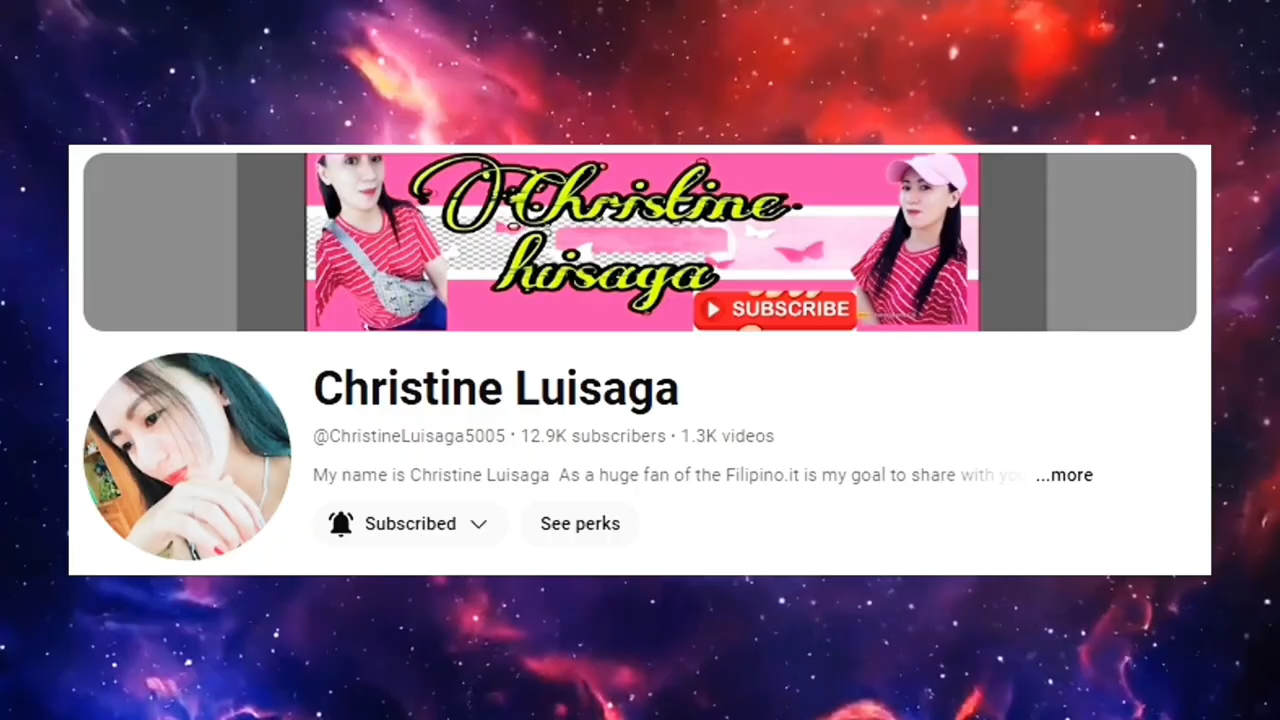 Christine
luisaga
SUBSCRIBE
Christine Luisaga
@ChristineLuisaga5005 • 12.9K subscribers • 1.3K videos
My name is Christine Luisaga As a huge fan of the Filipino.it is my goal to share with you ...more
Subscribed
See perks